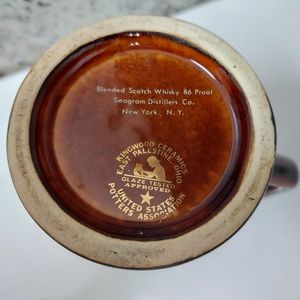 Blended Scotch Whisky 86 Proof
Seagram Distillers Co.
New York, N. Y.
KINGWOOD CERAMICS
EAST PALESTINE, OHIO
GLAZE TESTED
APPROVED
UNITED STATES
POTTERS ASSOCIATION